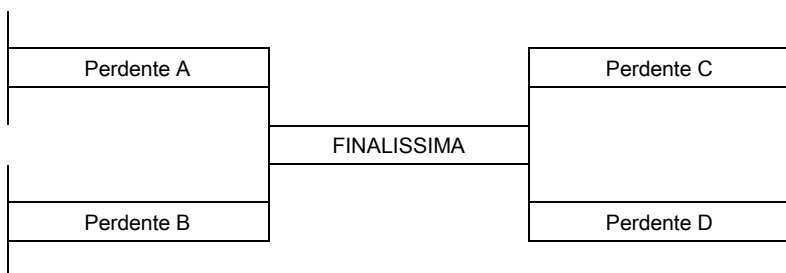 Perdente A
Perdente C
FINALISSIMA
Perdente B
Perdente D